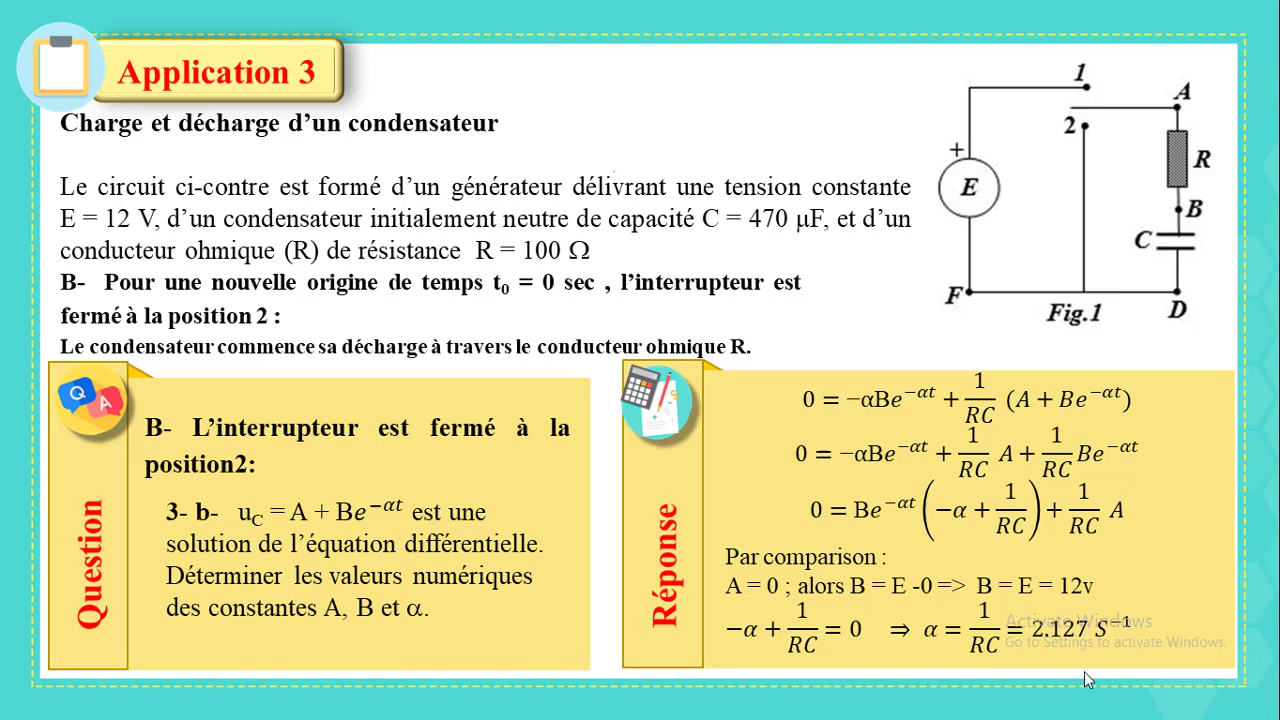 Application 3
Charge et décharge d’un condensateur
Le circuit ci-contre est formé d’un générateur délivrant une tension constante
E = 12 V, d’un condensateur initialement neutre de capacité C = 470 μF, et d’un
conducteur ohmique (R) de résistance R = 100 Ω
B- Pour une nouvelle origine de temps t₀ = 0 sec , l’interrupteur est
fermé à la position 2 :
Le condensateur commence sa décharge à travers le conducteur ohmique R.
1
A
2
+
R
E
B
C
F
D
Fig.1
Q
A
Question
B- L’interrupteur est fermé à la
position2:
3- b- u_C = A + Be^{−αt} est une
solution de l’équation différentielle.
Déterminer les valeurs numériques
des constantes A, B et α.
Réponse
0 = −αBe^{−αt} + 1/RC (A + Be^{−αt})
0 = −αBe^{−αt} + 1/RC A + 1/RC Be^{−αt}
0 = Be^{−αt} (−α + 1/RC) + 1/RC A
Par comparison :
A = 0 ; alors B = E -0 => B = E = 12v
−α + 1/RC = 0 ⇒ α = 1/RC = 2.127 S^{−1}
Activate Windows
Go to Settings to activate Windows.